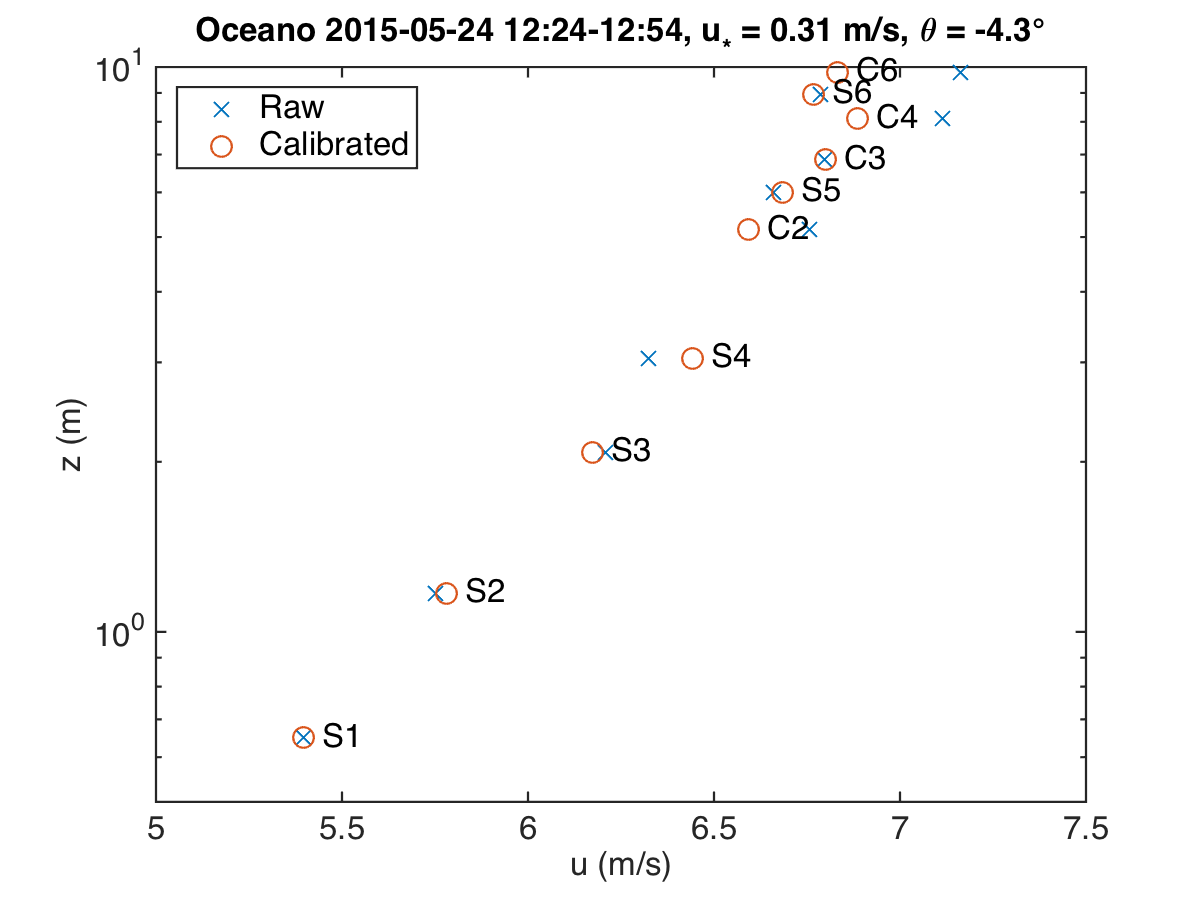 Oceano 2015-05-24 12:24-12:54, u* = 0.31 m/s, θ = -4.3°
10¹
Raw
Calibrated
C6
S6
C4
C3
S5
C2
S4
S3
S2
10⁰
S1
z (m)
5 5.5 6 6.5 7 7.5
u (m/s)